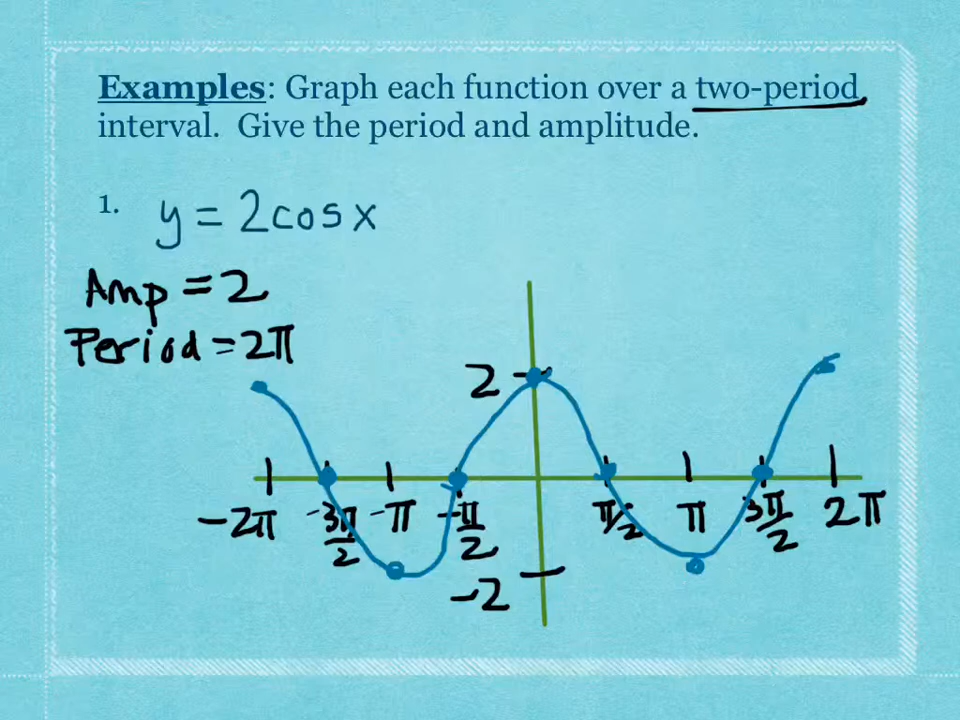 Examples: Graph each function over a two-period
interval. Give the period and amplitude.
1. y = 2cosx
Amp = 2
Period = 2π
2
-2π -3π/2 -π -π/2 π/2 π 3π/2 2π
-2